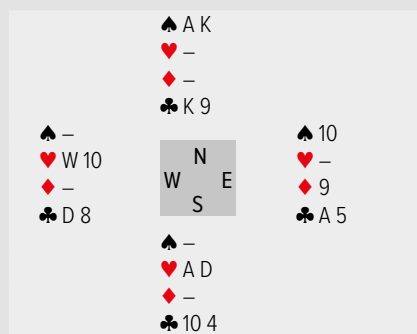 ♠ A K
♥ –
♦ –
♣ K 9
♠ –
♥ W 10
♦ –
♣ D 8
N
W E
S
♠ 10
♥ –
♦ 9
♣ A 5
♠ –
♥ A D
♦ –
♣ 10 4